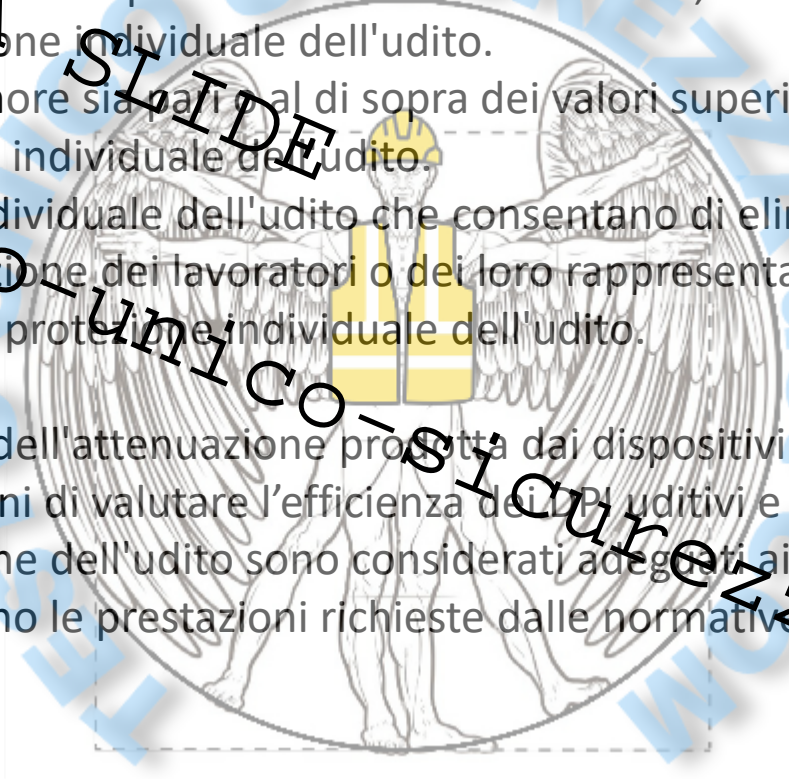 SLIDE
one individuale dell'udito.
ore sia pari o al di sopra dei valori superi
individuale dell'udito.
dividuale dell'udito che consentano di eli
zione dei lavoratori o dei loro rappresenta
protezione individuale dell'udito.
o-unico-sicurezz
dell'attenuazione prodotta dai dispositivi
ni di valutare l’efficienza dei DPI uditivi e
ne dell'udito sono considerati adeguati ai
no le prestazioni richieste dalle normative